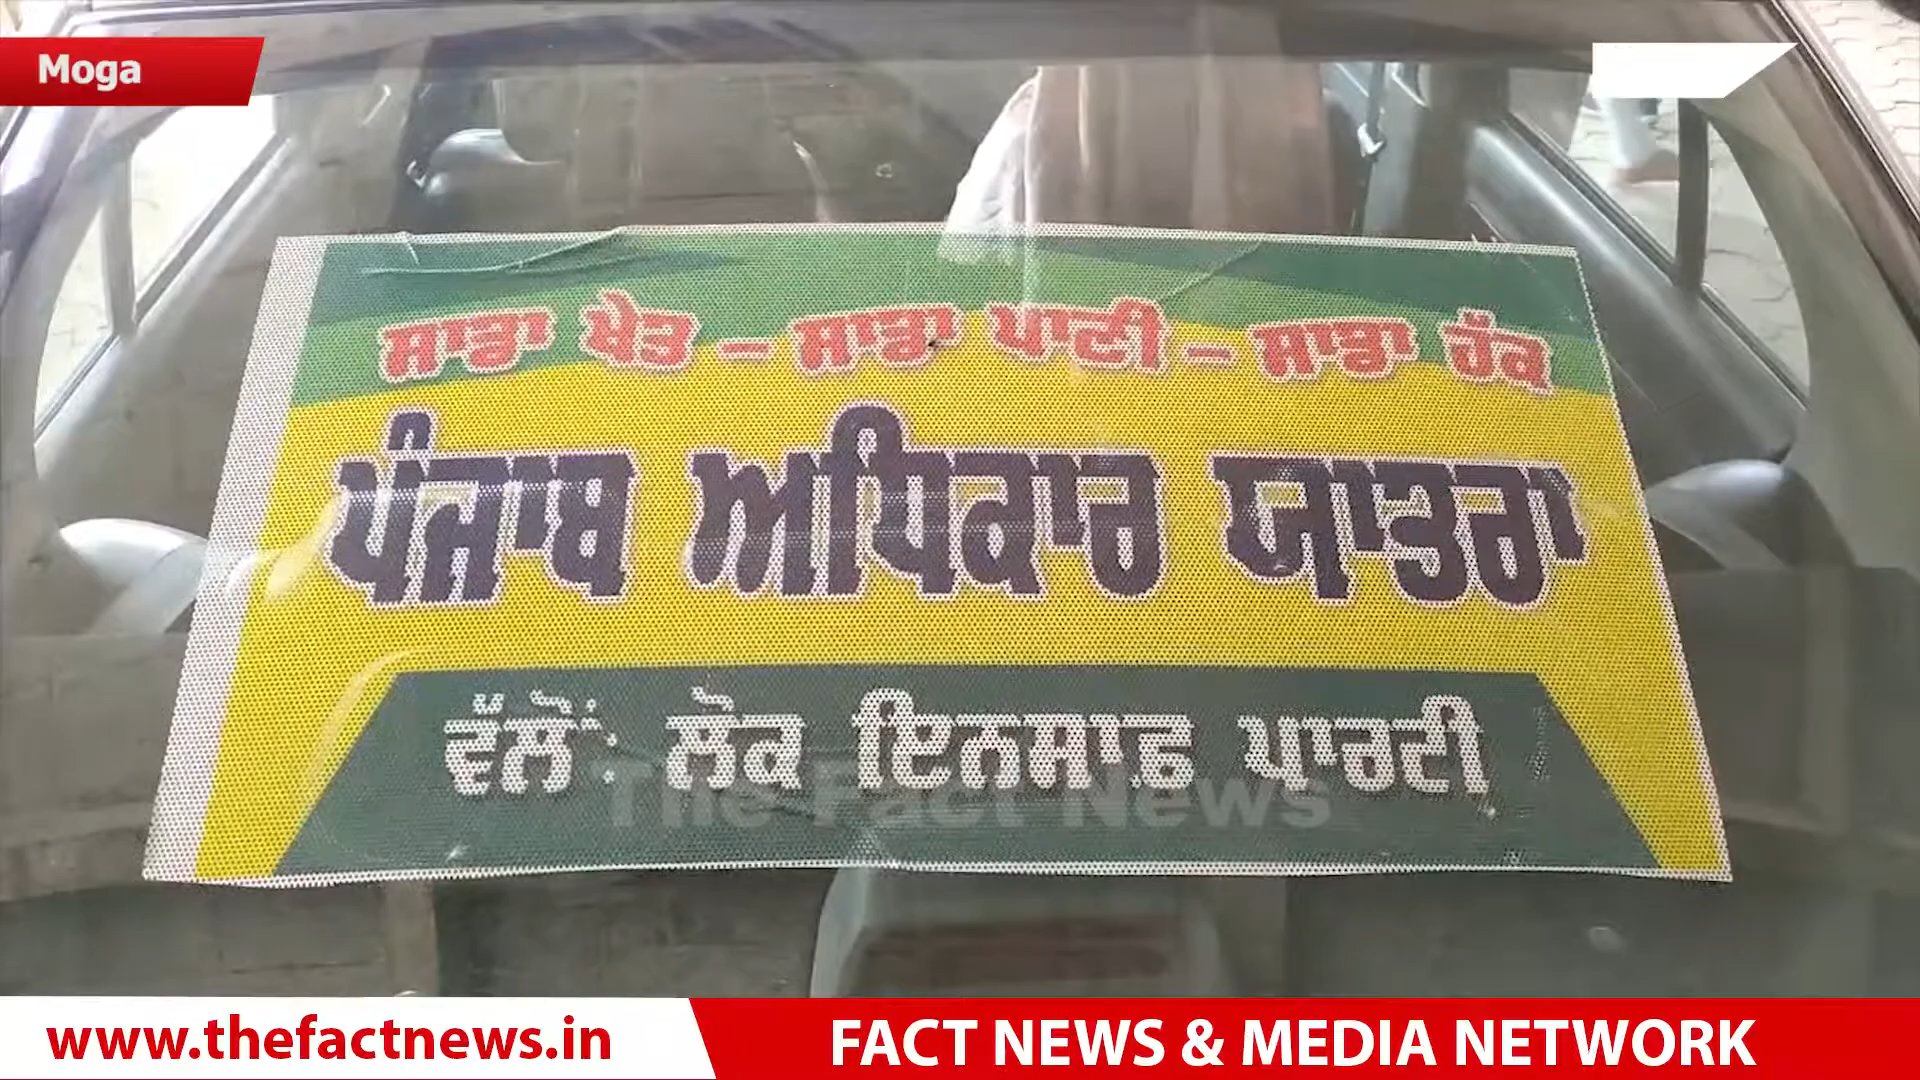 Moga
ਸਾਡਾ ਖੇਤ - ਸਾਡਾ ਪਾਣੀ - ਸਾਡਾ ਹੱਕ
ਪੰਜਾਬ ਅਧਿਕਾਰ ਯਾਤਰਾ
ਵੱਲੋਂ: ਲੋਕ ਇਨਸਾਫ ਪਾਰਟੀ
The Fact News
www.thefactnews.in
FACT NEWS & MEDIA NETWORK